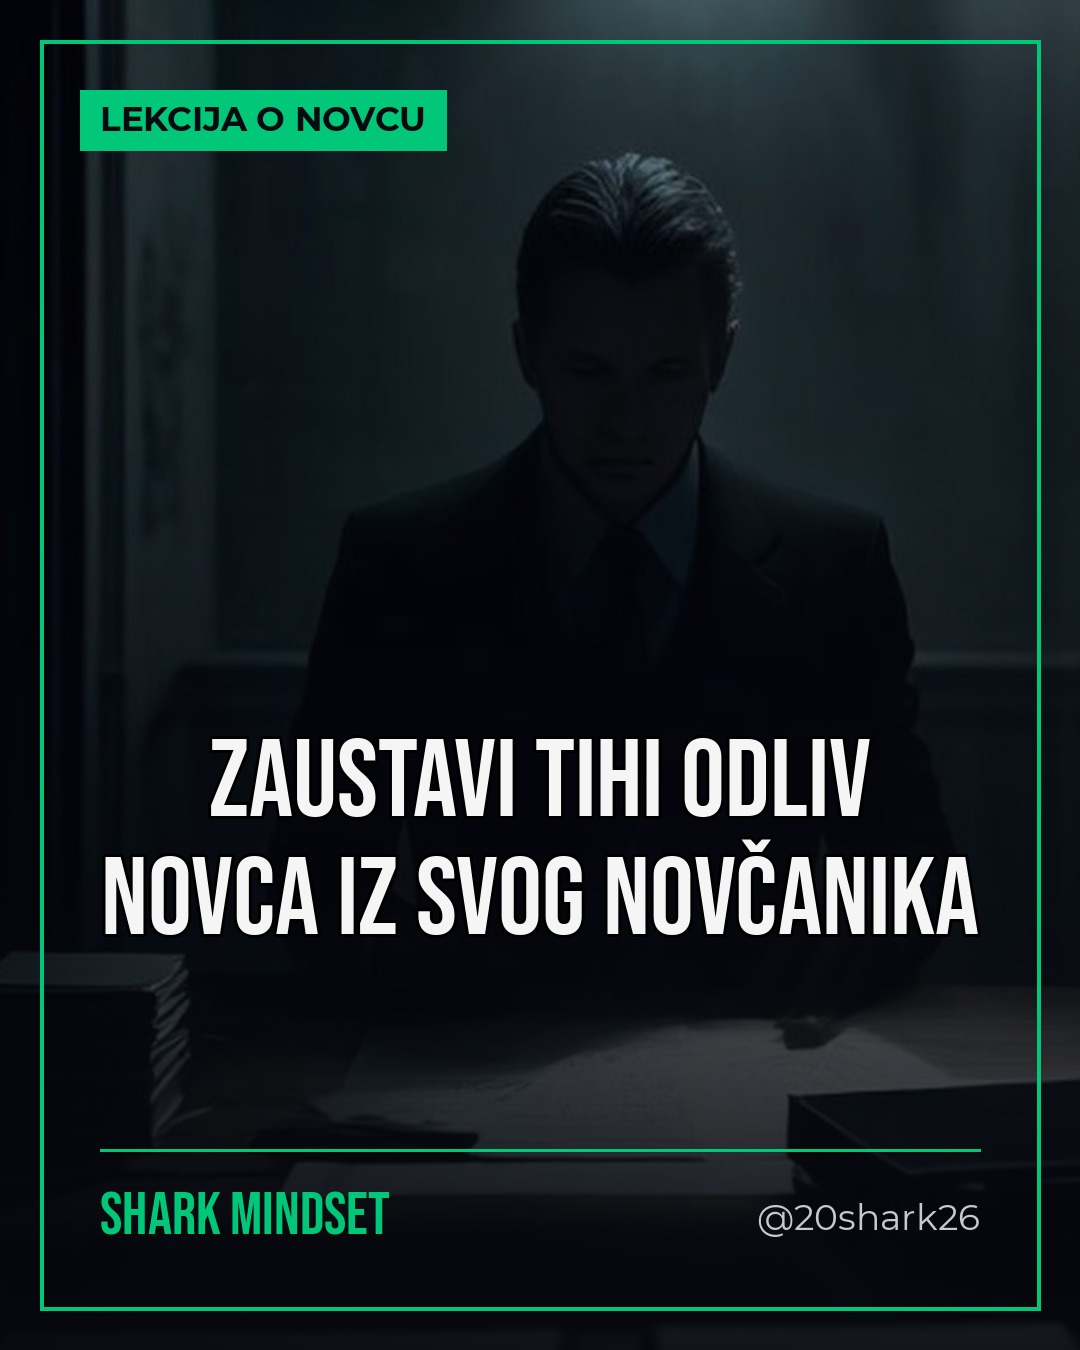 LEKCIJA O NOVCU
ZAUSTAVI TIHI ODLIV
NOVCA IZ SVOG NOVČANIKA
SHARK MINDSET
@20shark26